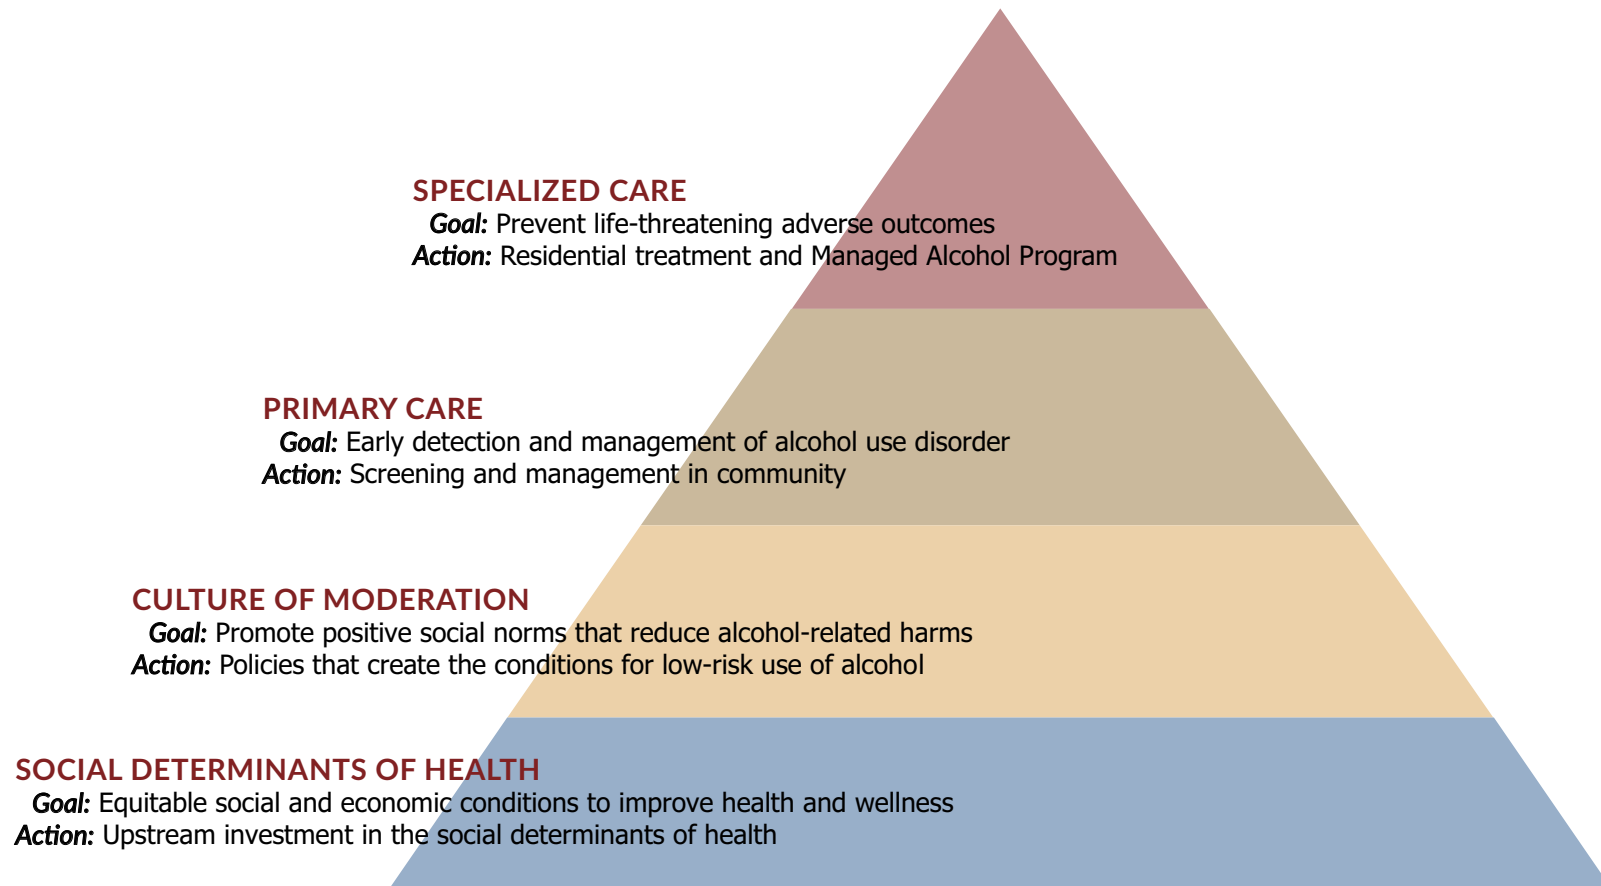 SPECIALIZED CARE
Goal: Prevent life-threatening adverse outcomes
Action: Residential treatment and Managed Alcohol Program
PRIMARY CARE
Goal: Early detection and management of alcohol use disorder
Action: Screening and management in community
CULTURE OF MODERATION
Goal: Promote positive social norms that reduce alcohol-related harms
Action: Policies that create the conditions for low-risk use of alcohol
SOCIAL DETERMINANTS OF HEALTH
Goal: Equitable social and economic conditions to improve health and wellness
Action: Upstream investment in the social determinants of health